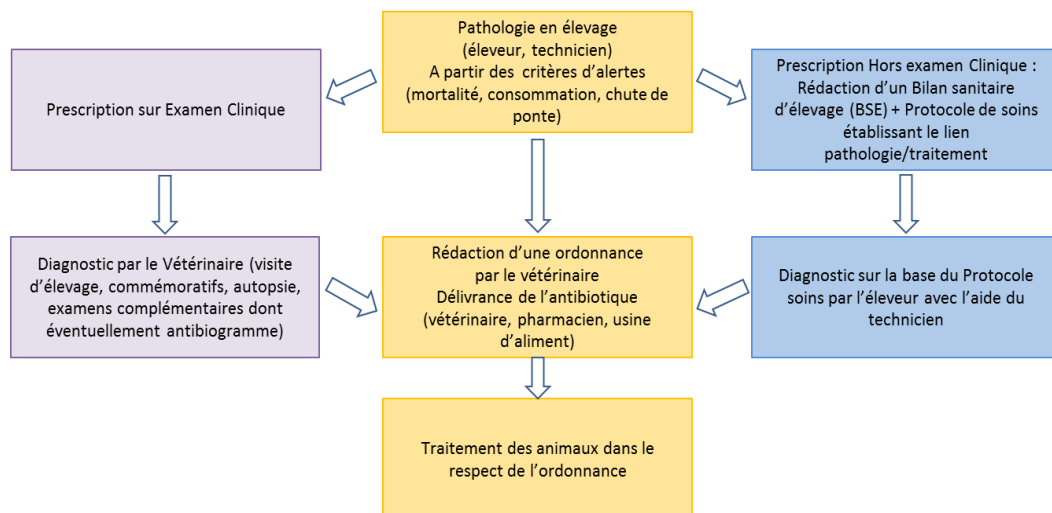 Pathologie en élevage
(éleveur, technicien)
A partir des critères d'alertes
(mortalité, consommation, chute de
ponte)
Prescription sur Examen Clinique
Prescription Hors examen Clinique :
Rédaction d'un Bilan sanitaire
d'élevage (BSE) + Protocole de soins
établissant le lien
pathologie/traitement
Diagnostic par le Vétérinaire (visite
d'élevage, commémoratifs, autopsie,
examens complémentaires dont
éventuellement antibiogramme)
Rédaction d'une ordonnance
par le vétérinaire
Délivrance de l'antibiotique
(vétérinaire, pharmacien, usine
d'aliment)
Diagnostic sur la base du Protocole
soins par l'éleveur avec l'aide du
technicien
Traitement des animaux dans le
respect de l'ordonnance